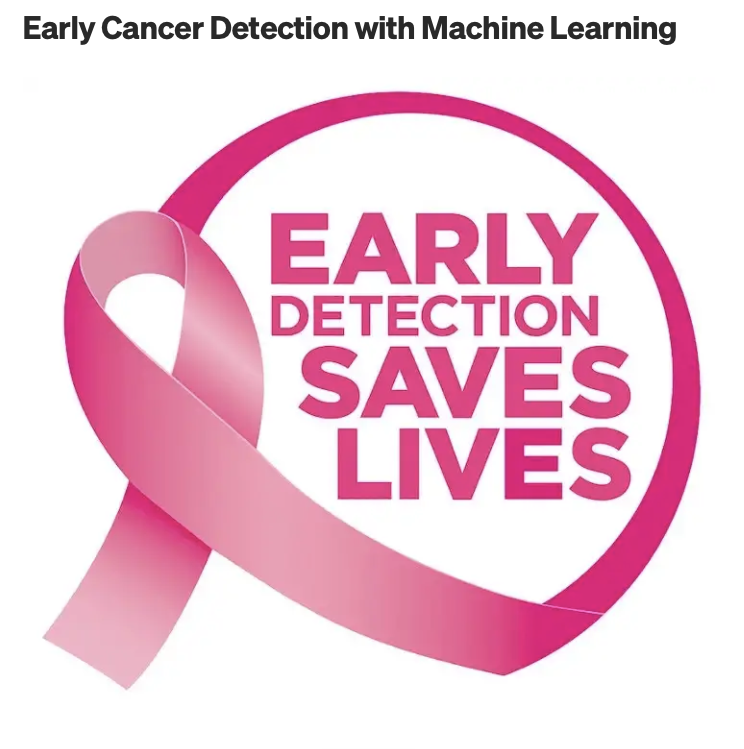 Early Cancer Detection with Machine Learning
EARLY
DETECTION
SAVES
LIVES